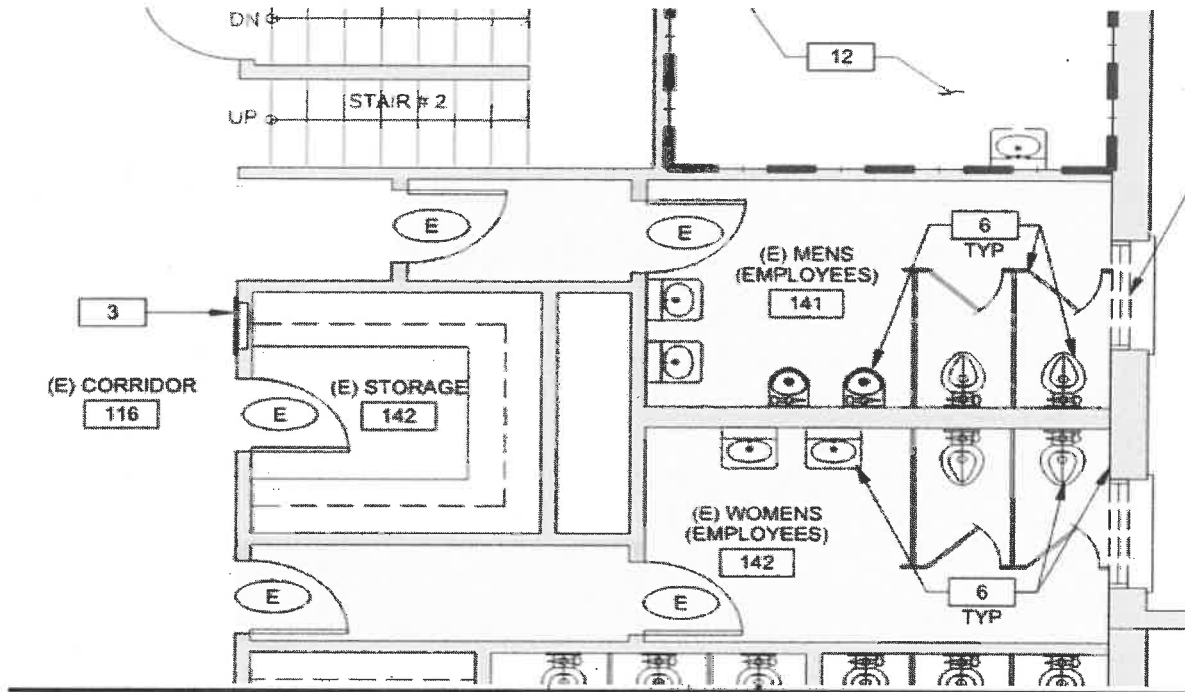 DN
12
STAIR # 2
UP
E
E
6
TYP
(E) MENS
(EMPLOYEES)
141
3
(E) CORRIDOR
116
(E) STORAGE
142
E
(E) WOMENS
(EMPLOYEES)
142
6
TYP
E
E